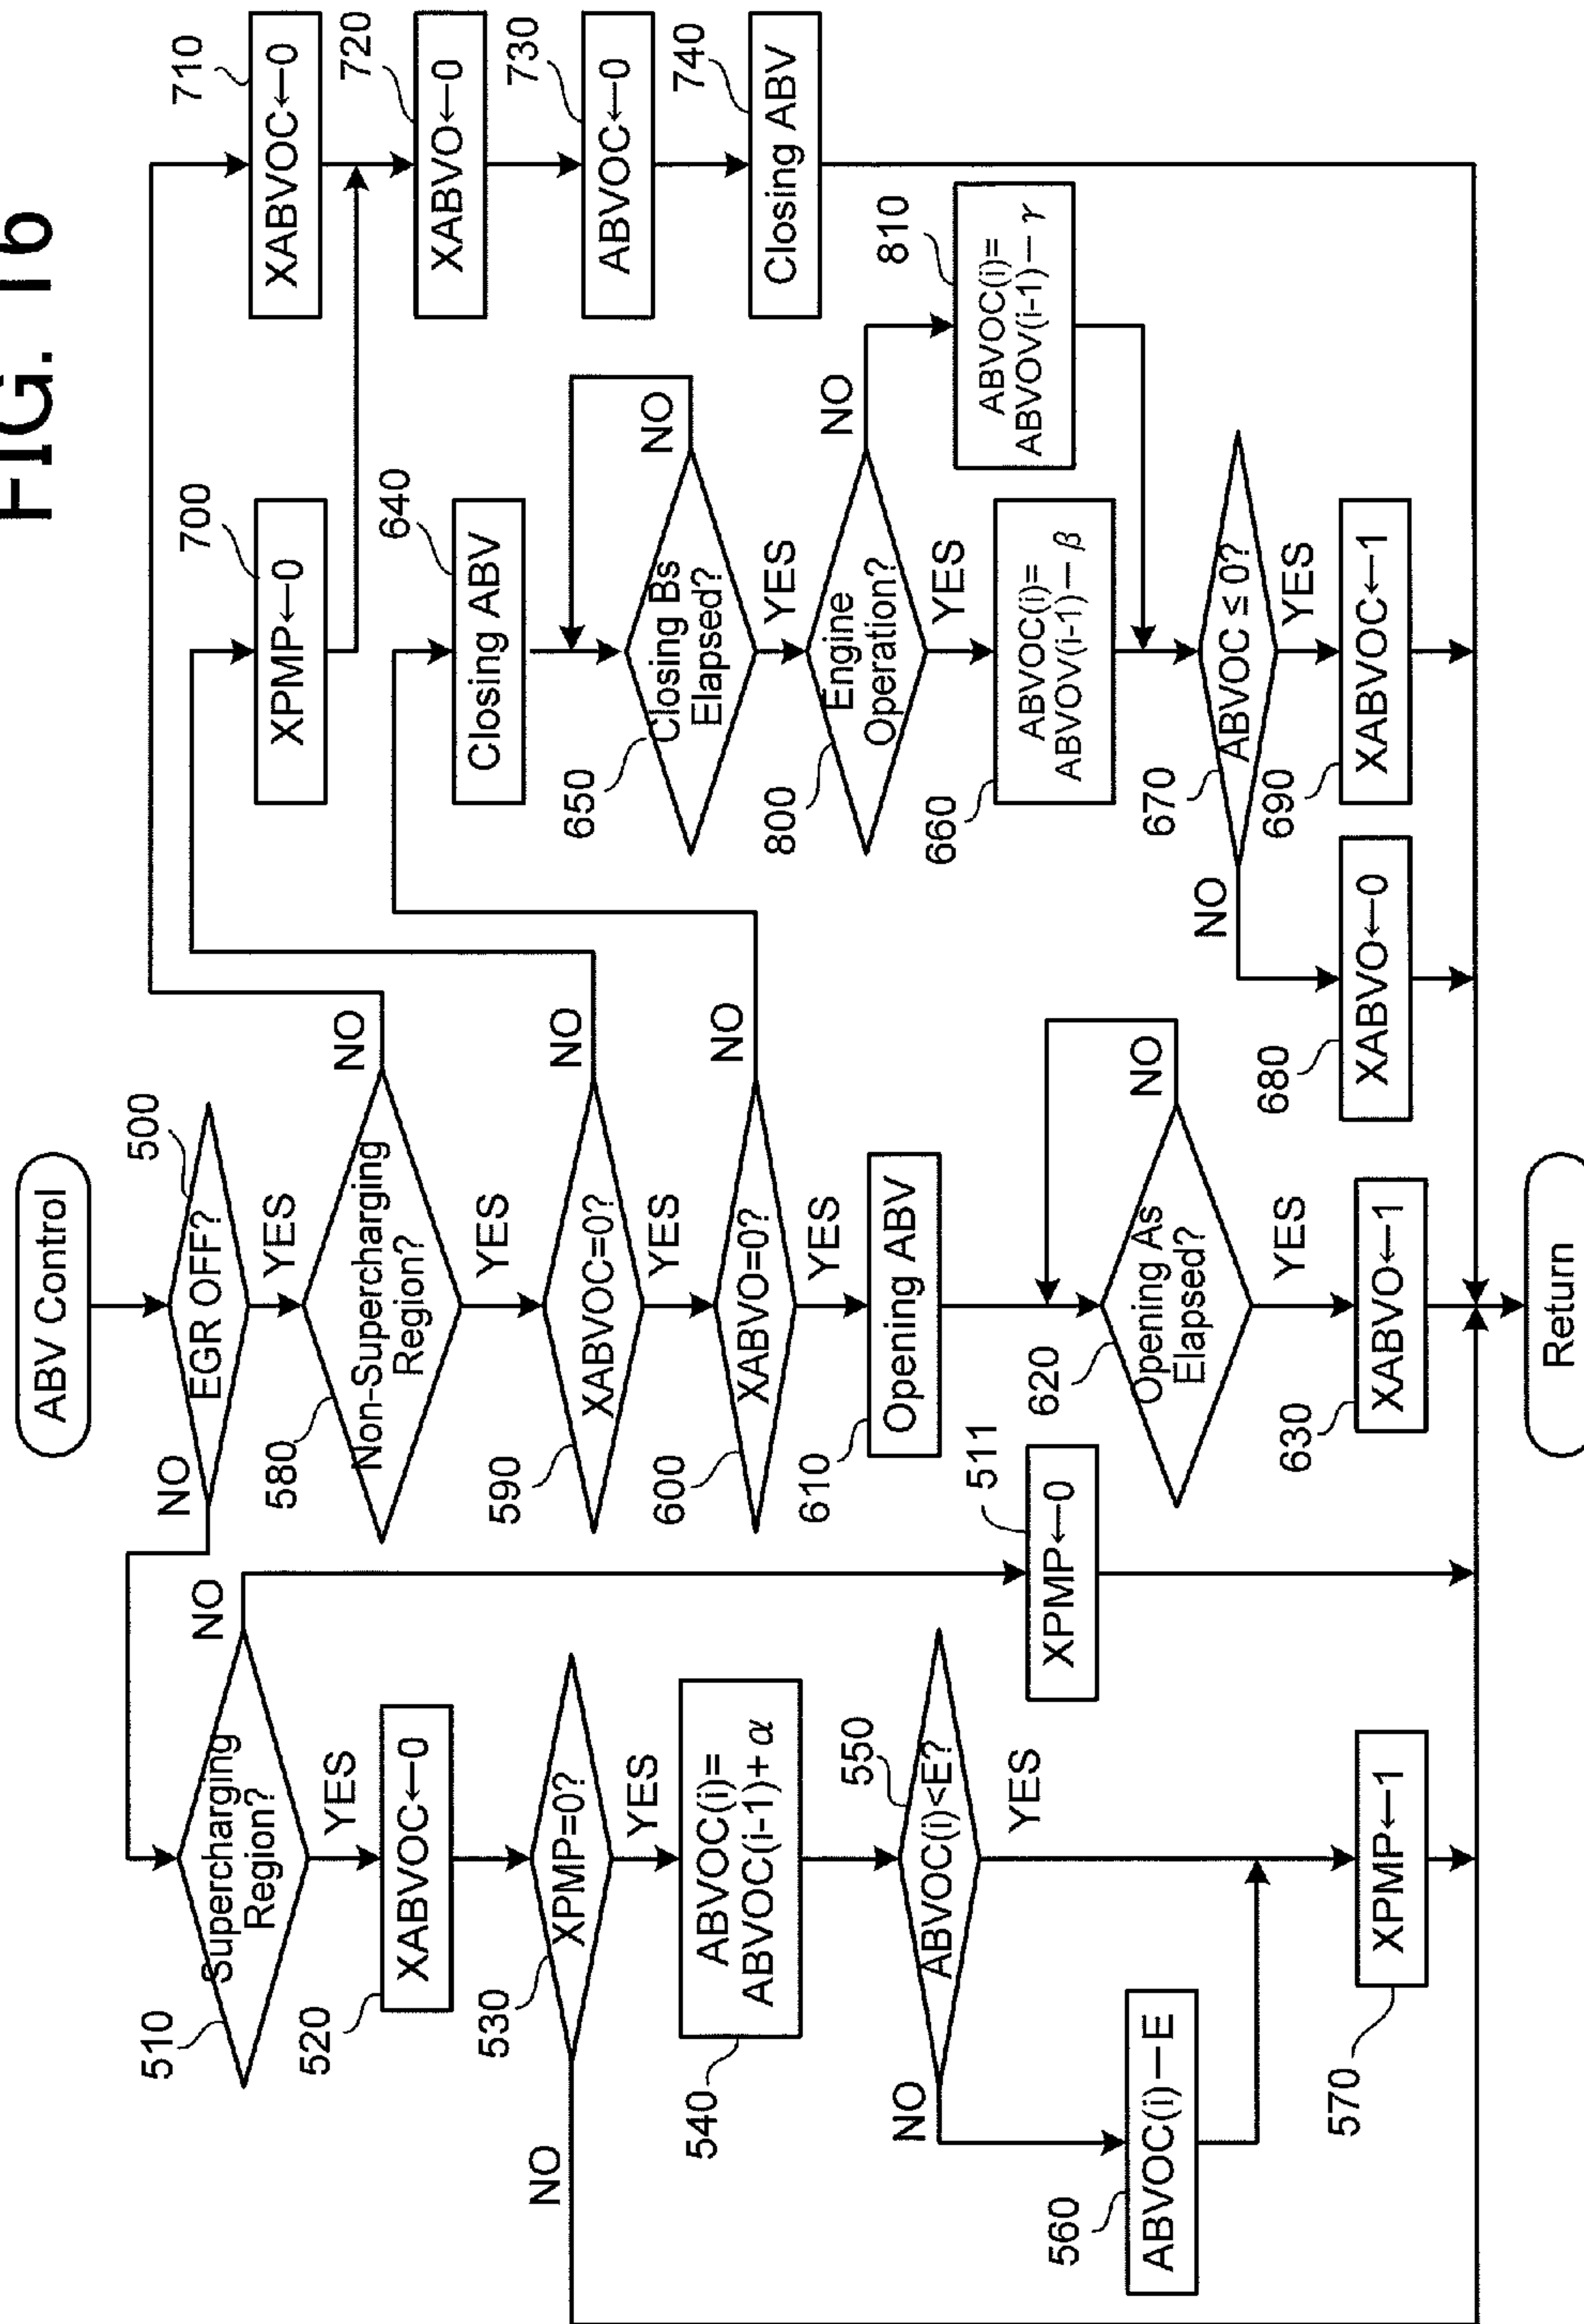 FIG. 16
ABV Control
500
EGR OFF?
NO
YES
510
Supercharging
Region?
NO
YES
520
XABVOC←0
530
XPMP=0?
NO
YES
540
ABVOC(i)=
ABVOC(i-1)+α
550
ABVOC(i)<E?
NO
YES
560
ABVOC(i)—E
570
XPMP←1
511
XPMP←0
580
Non-Supercharging
Region?
NO
YES
590
XABVOC=0?
NO
YES
600
XABVO=0?
NO
YES
610
Opening ABV
620
Opening As
Elapsed?
NO
YES
630
XABVO←1
700
XPMP←0
640
Closing ABV
650
Closing Bs
Elapsed?
NO
YES
800
Engine
Operation?
NO
YES
660
ABVOC(i)=
ABVOV(i-1)—β
810
ABVOC(i)=
ABVOV(i-1)—γ
670
ABVOC ≤ 0?
NO
YES
680
XABVO←0
690
XABVOC←1
710
XABVOC←0
720
XABVO←0
730
ABVOC←0
740
Closing ABV
Return